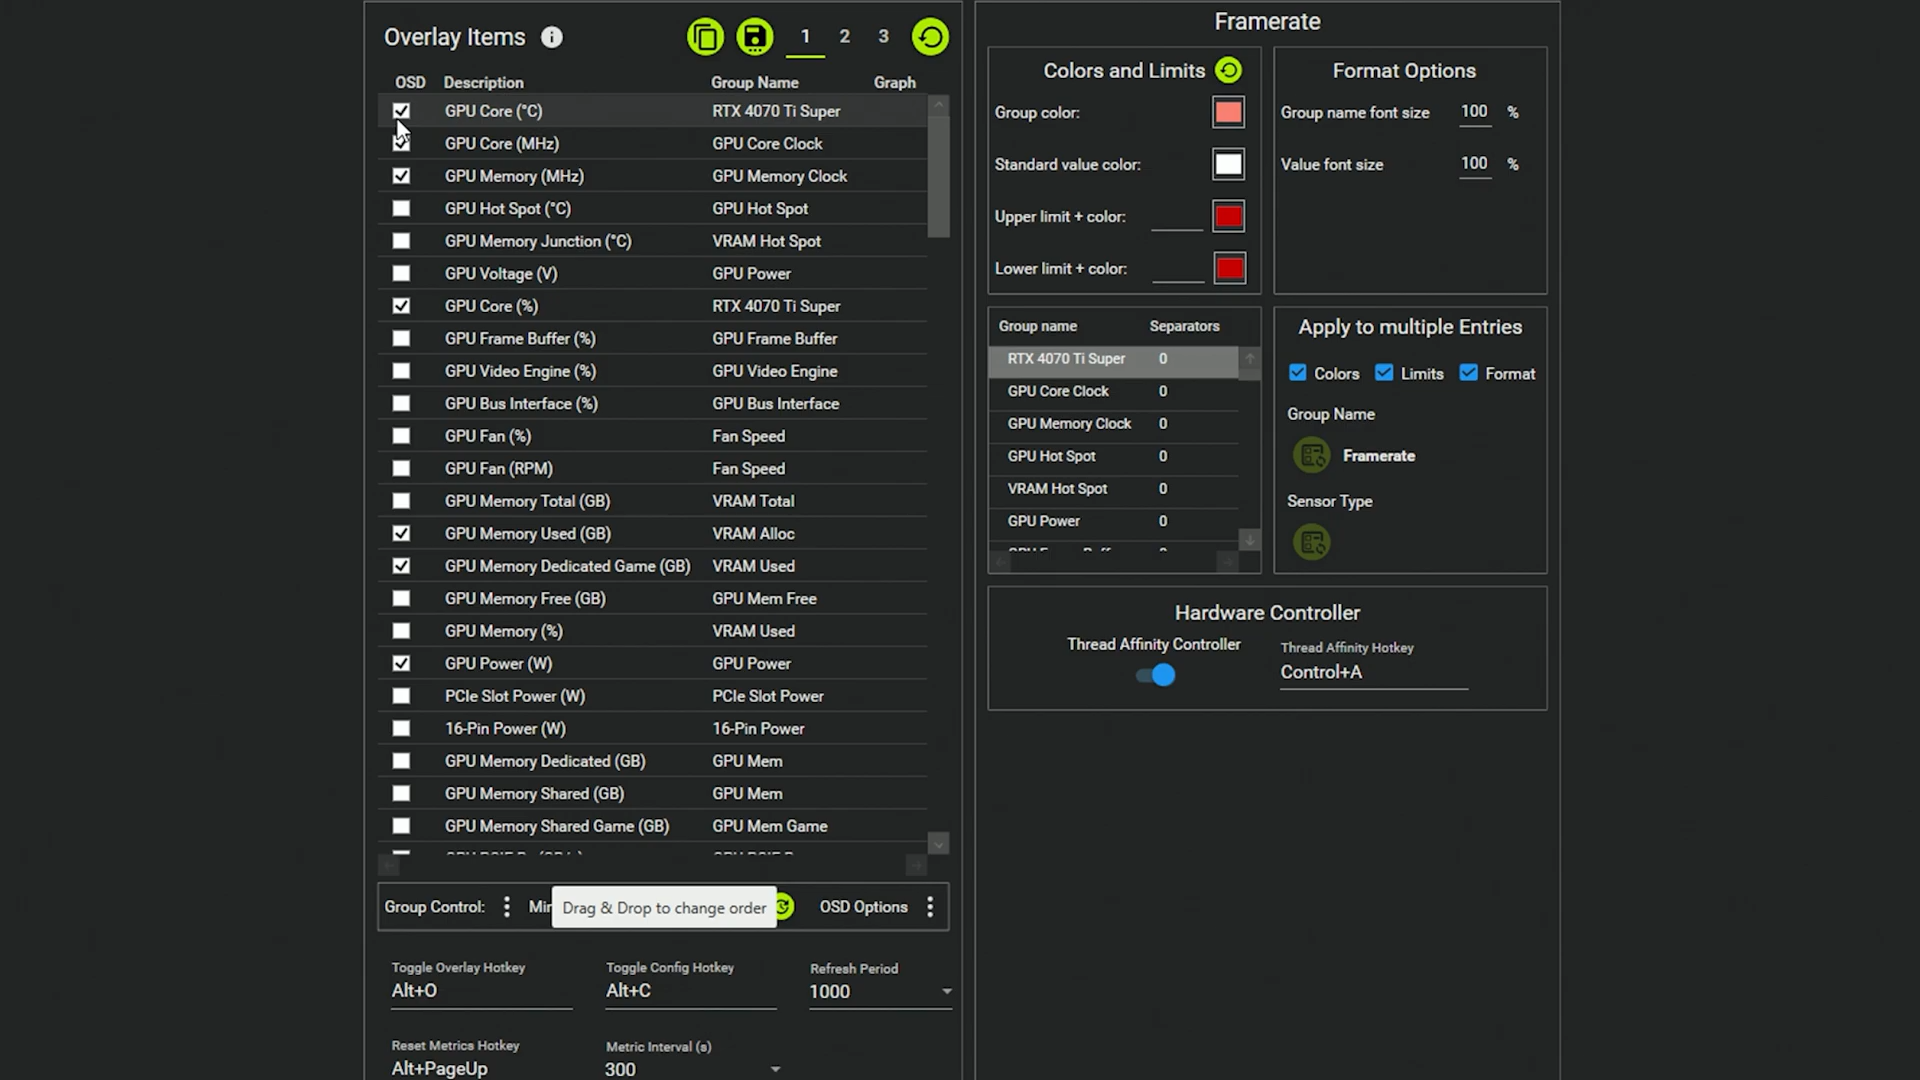 Overlay Items
1 2 3
OSD Description Group Name Graph
GPU Core (°C) RTX 4070 Ti Super
GPU Core (MHz) GPU Core Clock
GPU Memory (MHz) GPU Memory Clock
GPU Hot Spot (°C) GPU Hot Spot
GPU Memory Junction (°C) VRAM Hot Spot
GPU Voltage (V) GPU Power
GPU Core (%) RTX 4070 Ti Super
GPU Frame Buffer (%) GPU Frame Buffer
GPU Video Engine (%) GPU Video Engine
GPU Bus Interface (%) GPU Bus Interface
GPU Fan (%) Fan Speed
GPU Fan (RPM) Fan Speed
GPU Memory Total (GB) VRAM Total
GPU Memory Used (GB) VRAM Alloc
GPU Memory Dedicated Game (GB) VRAM Used
GPU Memory Free (GB) GPU Mem Free
GPU Memory (%) VRAM Used
GPU Power (W) GPU Power
PCIe Slot Power (W) PCIe Slot Power
16-Pin Power (W) 16-Pin Power
GPU Memory Dedicated (GB) GPU Mem
GPU Memory Shared (GB) GPU Mem
GPU Memory Shared Game (GB) GPU Mem Game
Group Control: Drag & Drop to change order OSD Options
Toggle Overlay Hotkey
Alt+O
Toggle Config Hotkey
Alt+C
Refresh Period
1000
Reset Metrics Hotkey
Alt+PageUp
Metric Interval (s)
300
Framerate
Colors and Limits
Group color:
Standard value color:
Upper limit + color:
Lower limit + color:
Format Options
Group name font size 100 %
Value font size 100 %
Group name Separators
RTX 4070 Ti Super 0
GPU Core Clock 0
GPU Memory Clock 0
GPU Hot Spot 0
VRAM Hot Spot 0
GPU Power 0
Apply to multiple Entries
Colors Limits Format
Group Name
Framerate
Sensor Type
Hardware Controller
Thread Affinity Controller
Thread Affinity Hotkey
Control+A